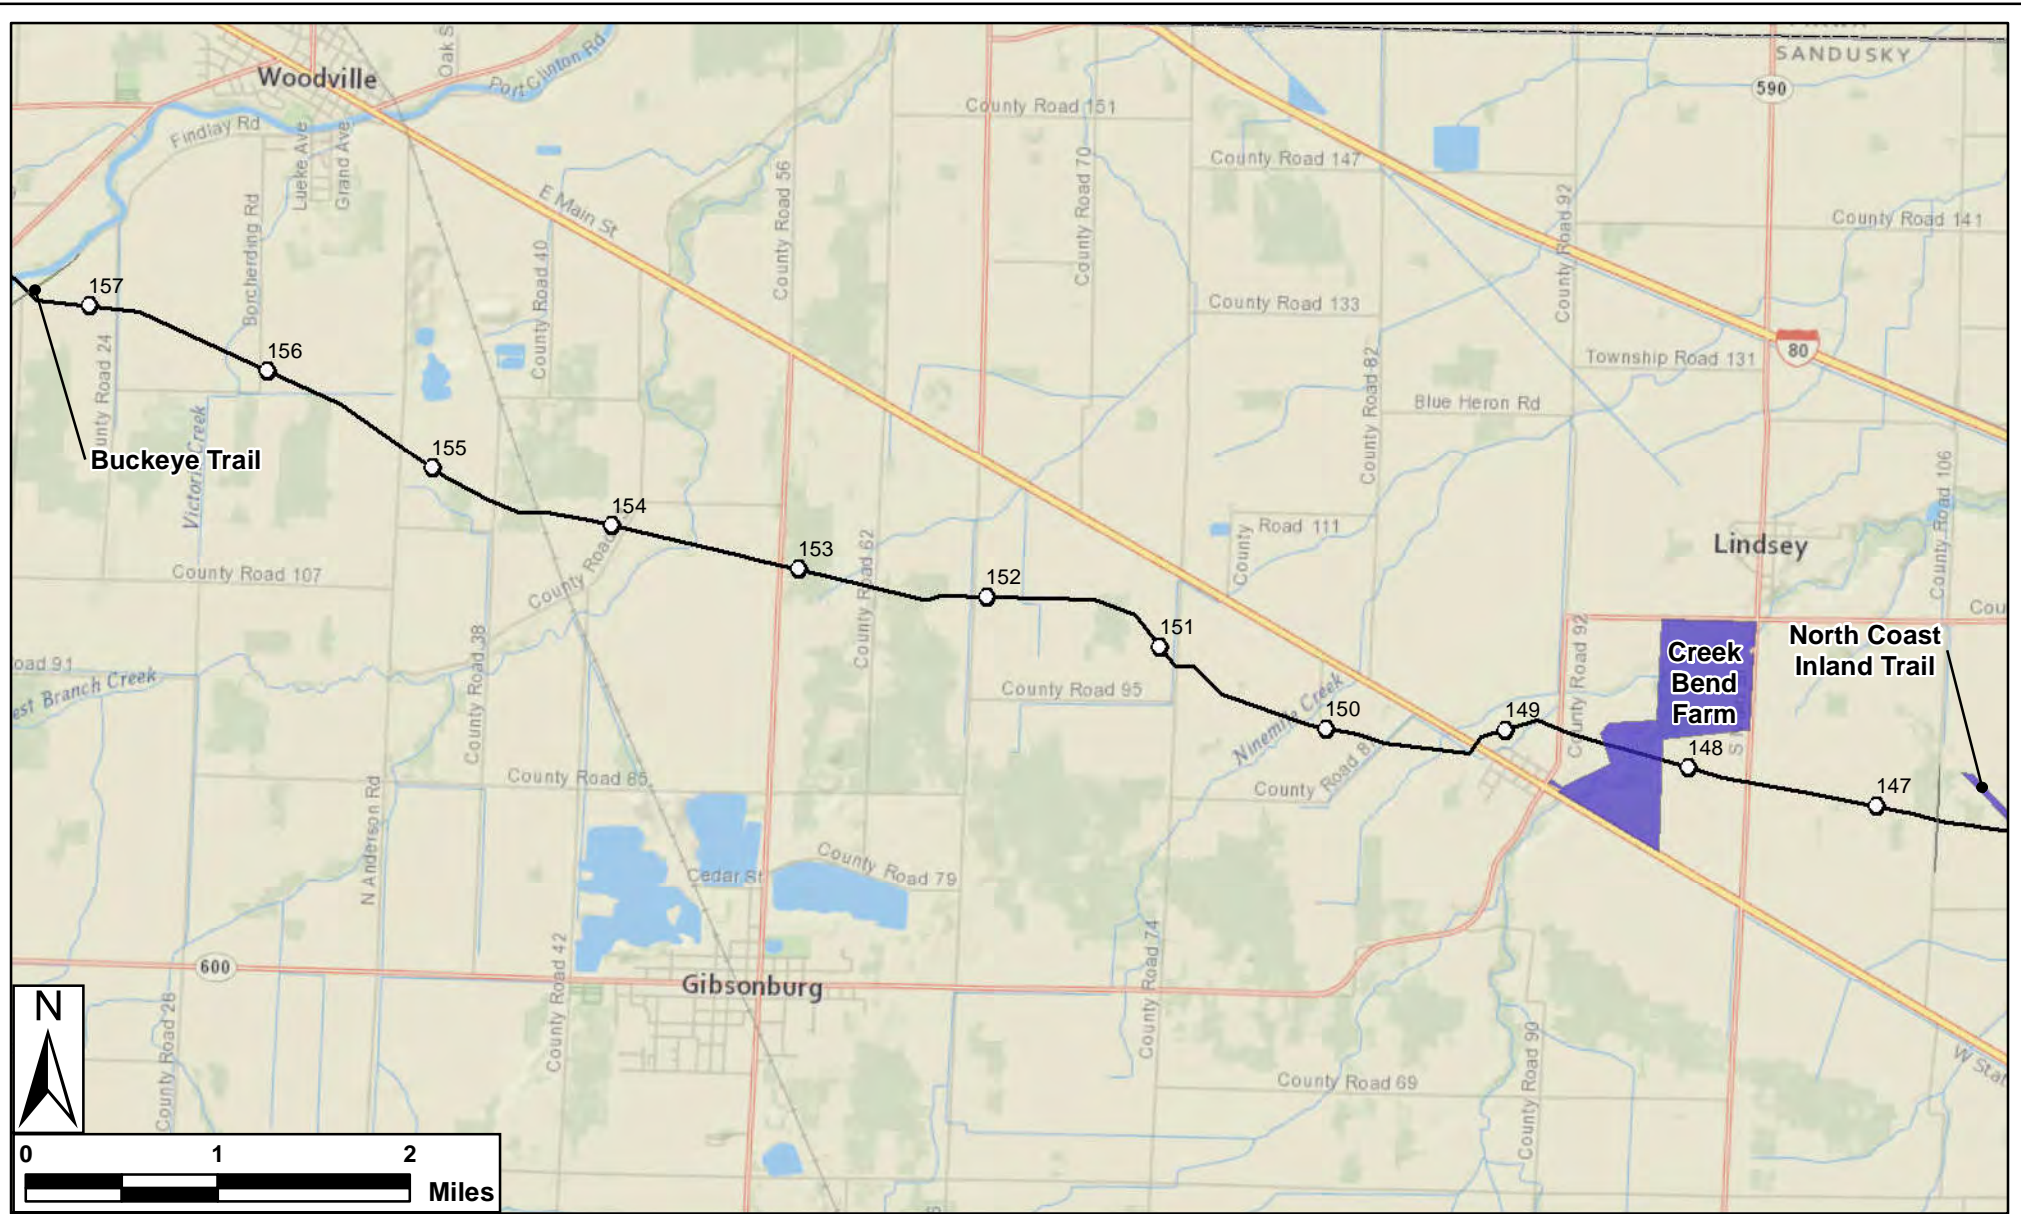 SANDUSKY
590
Woodville
Oak S
Port Clinton Rd
County Road 151
Findlay Rd
Lueke Ave
Grand Ave
County Road 56
County Road 70
County Road 147
County Road 92
County Road 141
E Main St
Borcherding Rd
County Road 40
157
County Road 133
156
ounty Road 24
County Road 82
Township Road 131
80
Blue Heron Rd
Buckeye Trail
155
Victoria Creek
154
County Road 106
County
Road 111
Lindsey
153
County Road 62
County Road 107
County Road
152
Cou
151
North Coast
Inland Trail
Creek
Bend
Farm
oad 91
est Branch Creek
County Road 38
County Road 95
County Road 92
Ninemile Creek
150
149
148
S
147
County Road 85
County Road 8
N Anderson Rd
Cedar St
County Road 79
600
Gibsonburg
County Road 42
County Road 74
County Road 26
County Road 90
County Road 69
W Stat
N
0 1 2
Miles